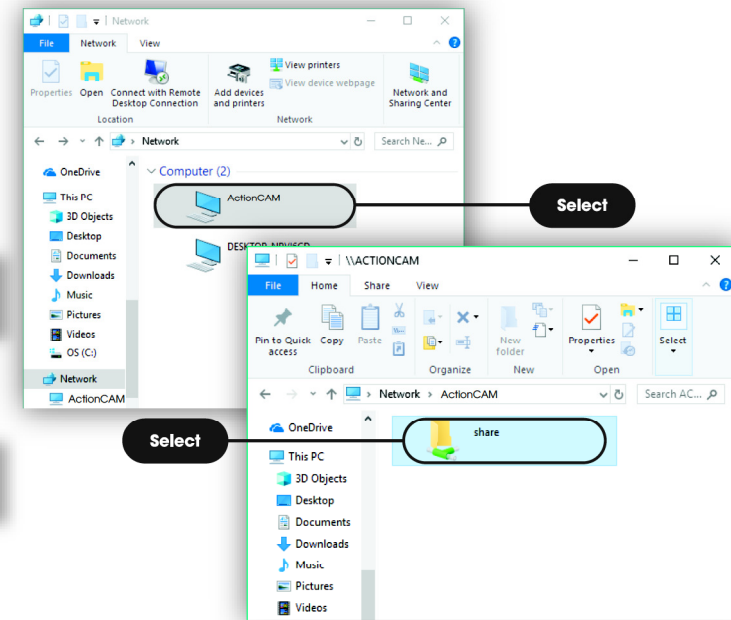 Network
File Network View
Properties Open Connect with Remote Desktop Connection
Add devices and printers
View printers
View device webpage
Network and Sharing Center
Location Network
Network
Search Ne...
OneDrive
This PC
3D Objects
Desktop
Documents
Downloads
Music
Pictures
Videos
OS (C:)
Network
ActionCAM
Computer (2)
ActionCAM
Select
\\ACTIONCAM
File Home Share View
Pin to Quick access
Copy
Paste
New folder
Properties
Select
Clipboard Organize New Open
Network > ActionCAM
Search AC...
Select
OneDrive
This PC
3D Objects
Desktop
Documents
Downloads
Music
Pictures
Videos
share